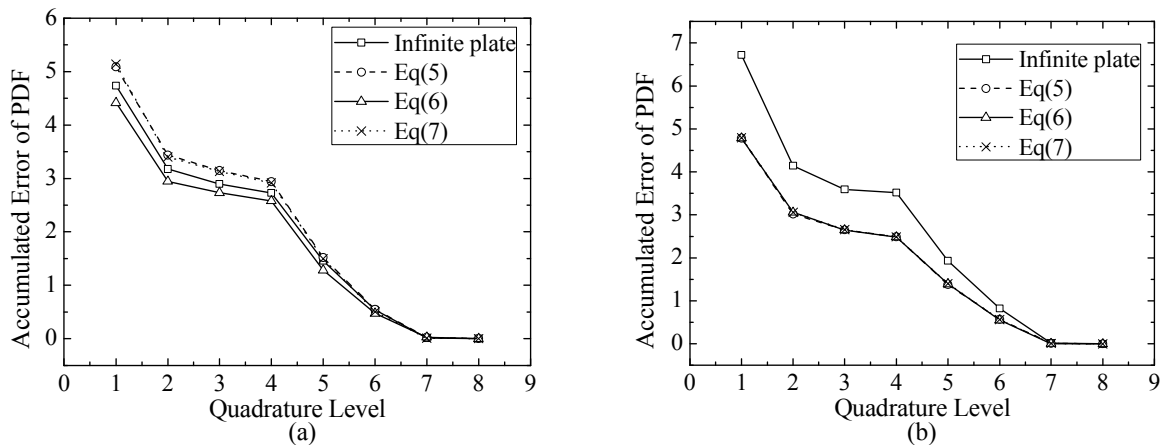 6
5
4
3
2
1
0
Accumulated Error of PDF
Infinite plate
Eq(5)
Eq(6)
Eq(7)
0 1 2 3 4 5 6 7 8 9
Quadrature Level
(a)
7
6
5
4
3
2
1
0
Accumulated Error of PDF
Infinite plate
Eq(5)
Eq(6)
Eq(7)
0 1 2 3 4 5 6 7 8 9
Quadrature Level
(b)